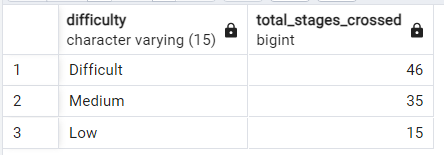 difficulty total_stages_crossed
character varying (15) bigint
1 Difficult 46
2 Medium 35
3 Low 15